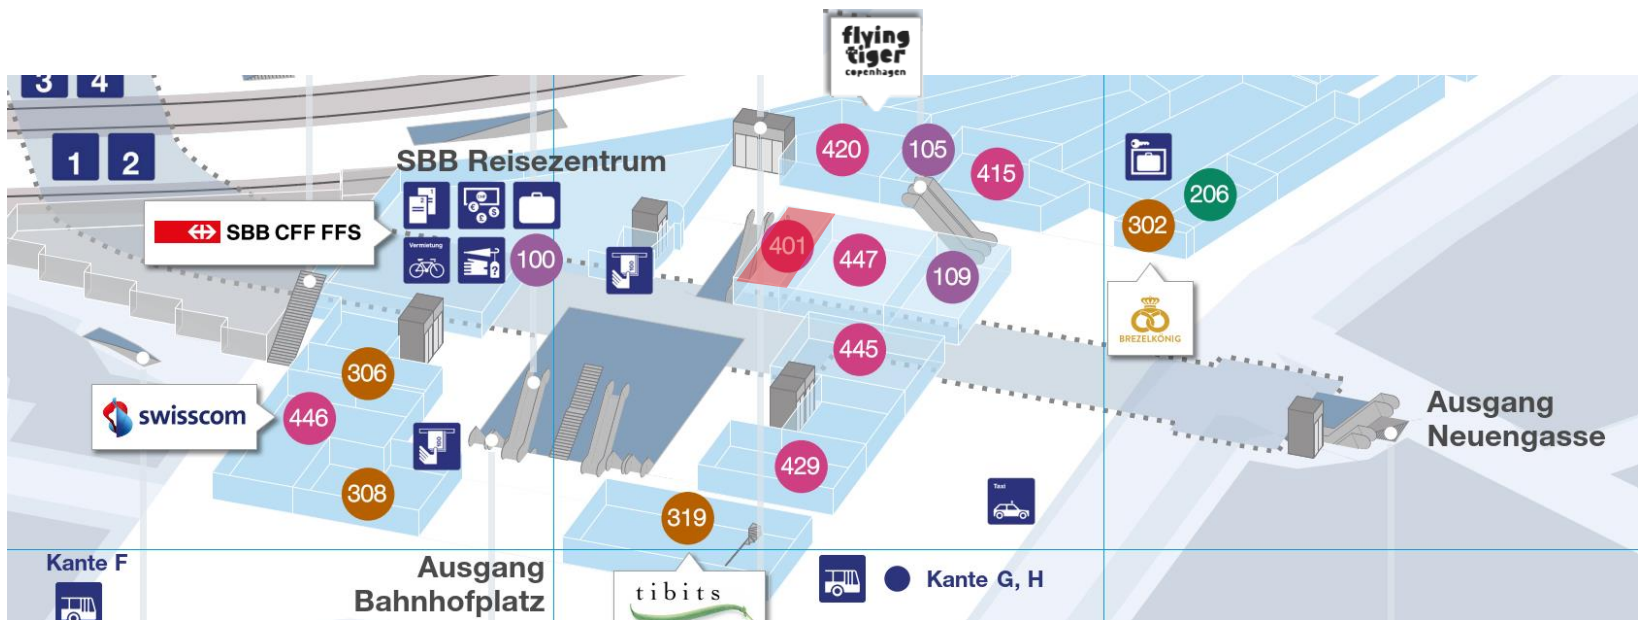 flying
tiger
copenhagen
3 4
1 2
SBB Reisezentrum
420
105
415
206
302
SBB CFF FFS
Vermietung
100
401
447
109
BREZELKÖNIG
445
306
swisscom
446
Ausgang
Neuengasse
429
308
319
Taxi
Kante F
Ausgang
Bahnhofplatz
tibits
Kante G, H